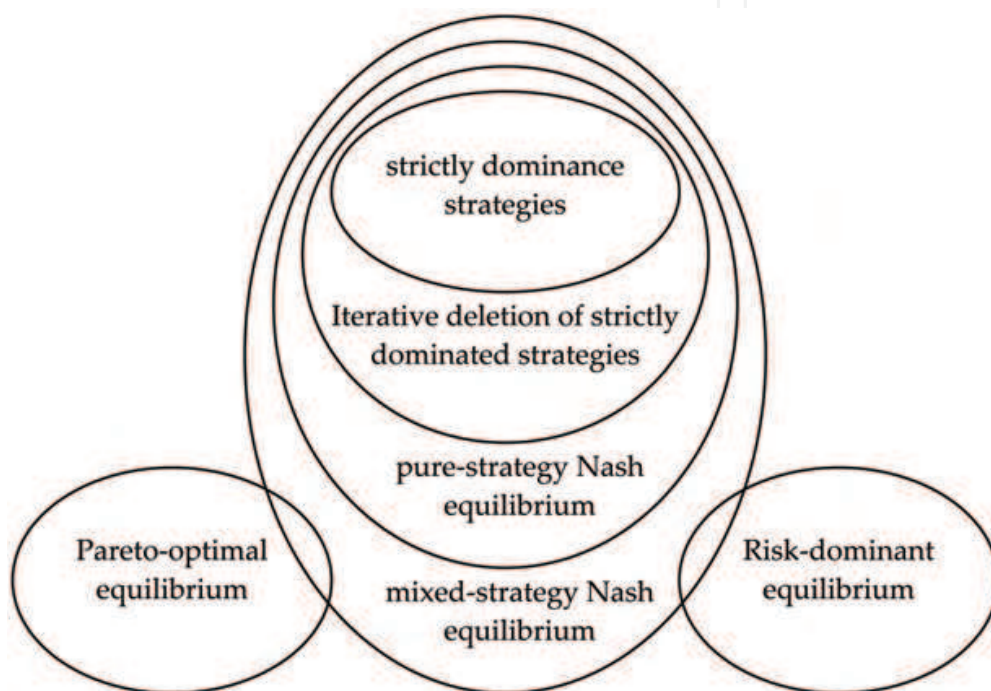 strictly dominance
strategies
Iterative deletion of strictly
dominated strategies
pure-strategy Nash
equilibrium
Pareto-optimal
equilibrium
mixed-strategy Nash
equilibrium
Risk-dominant
equilibrium